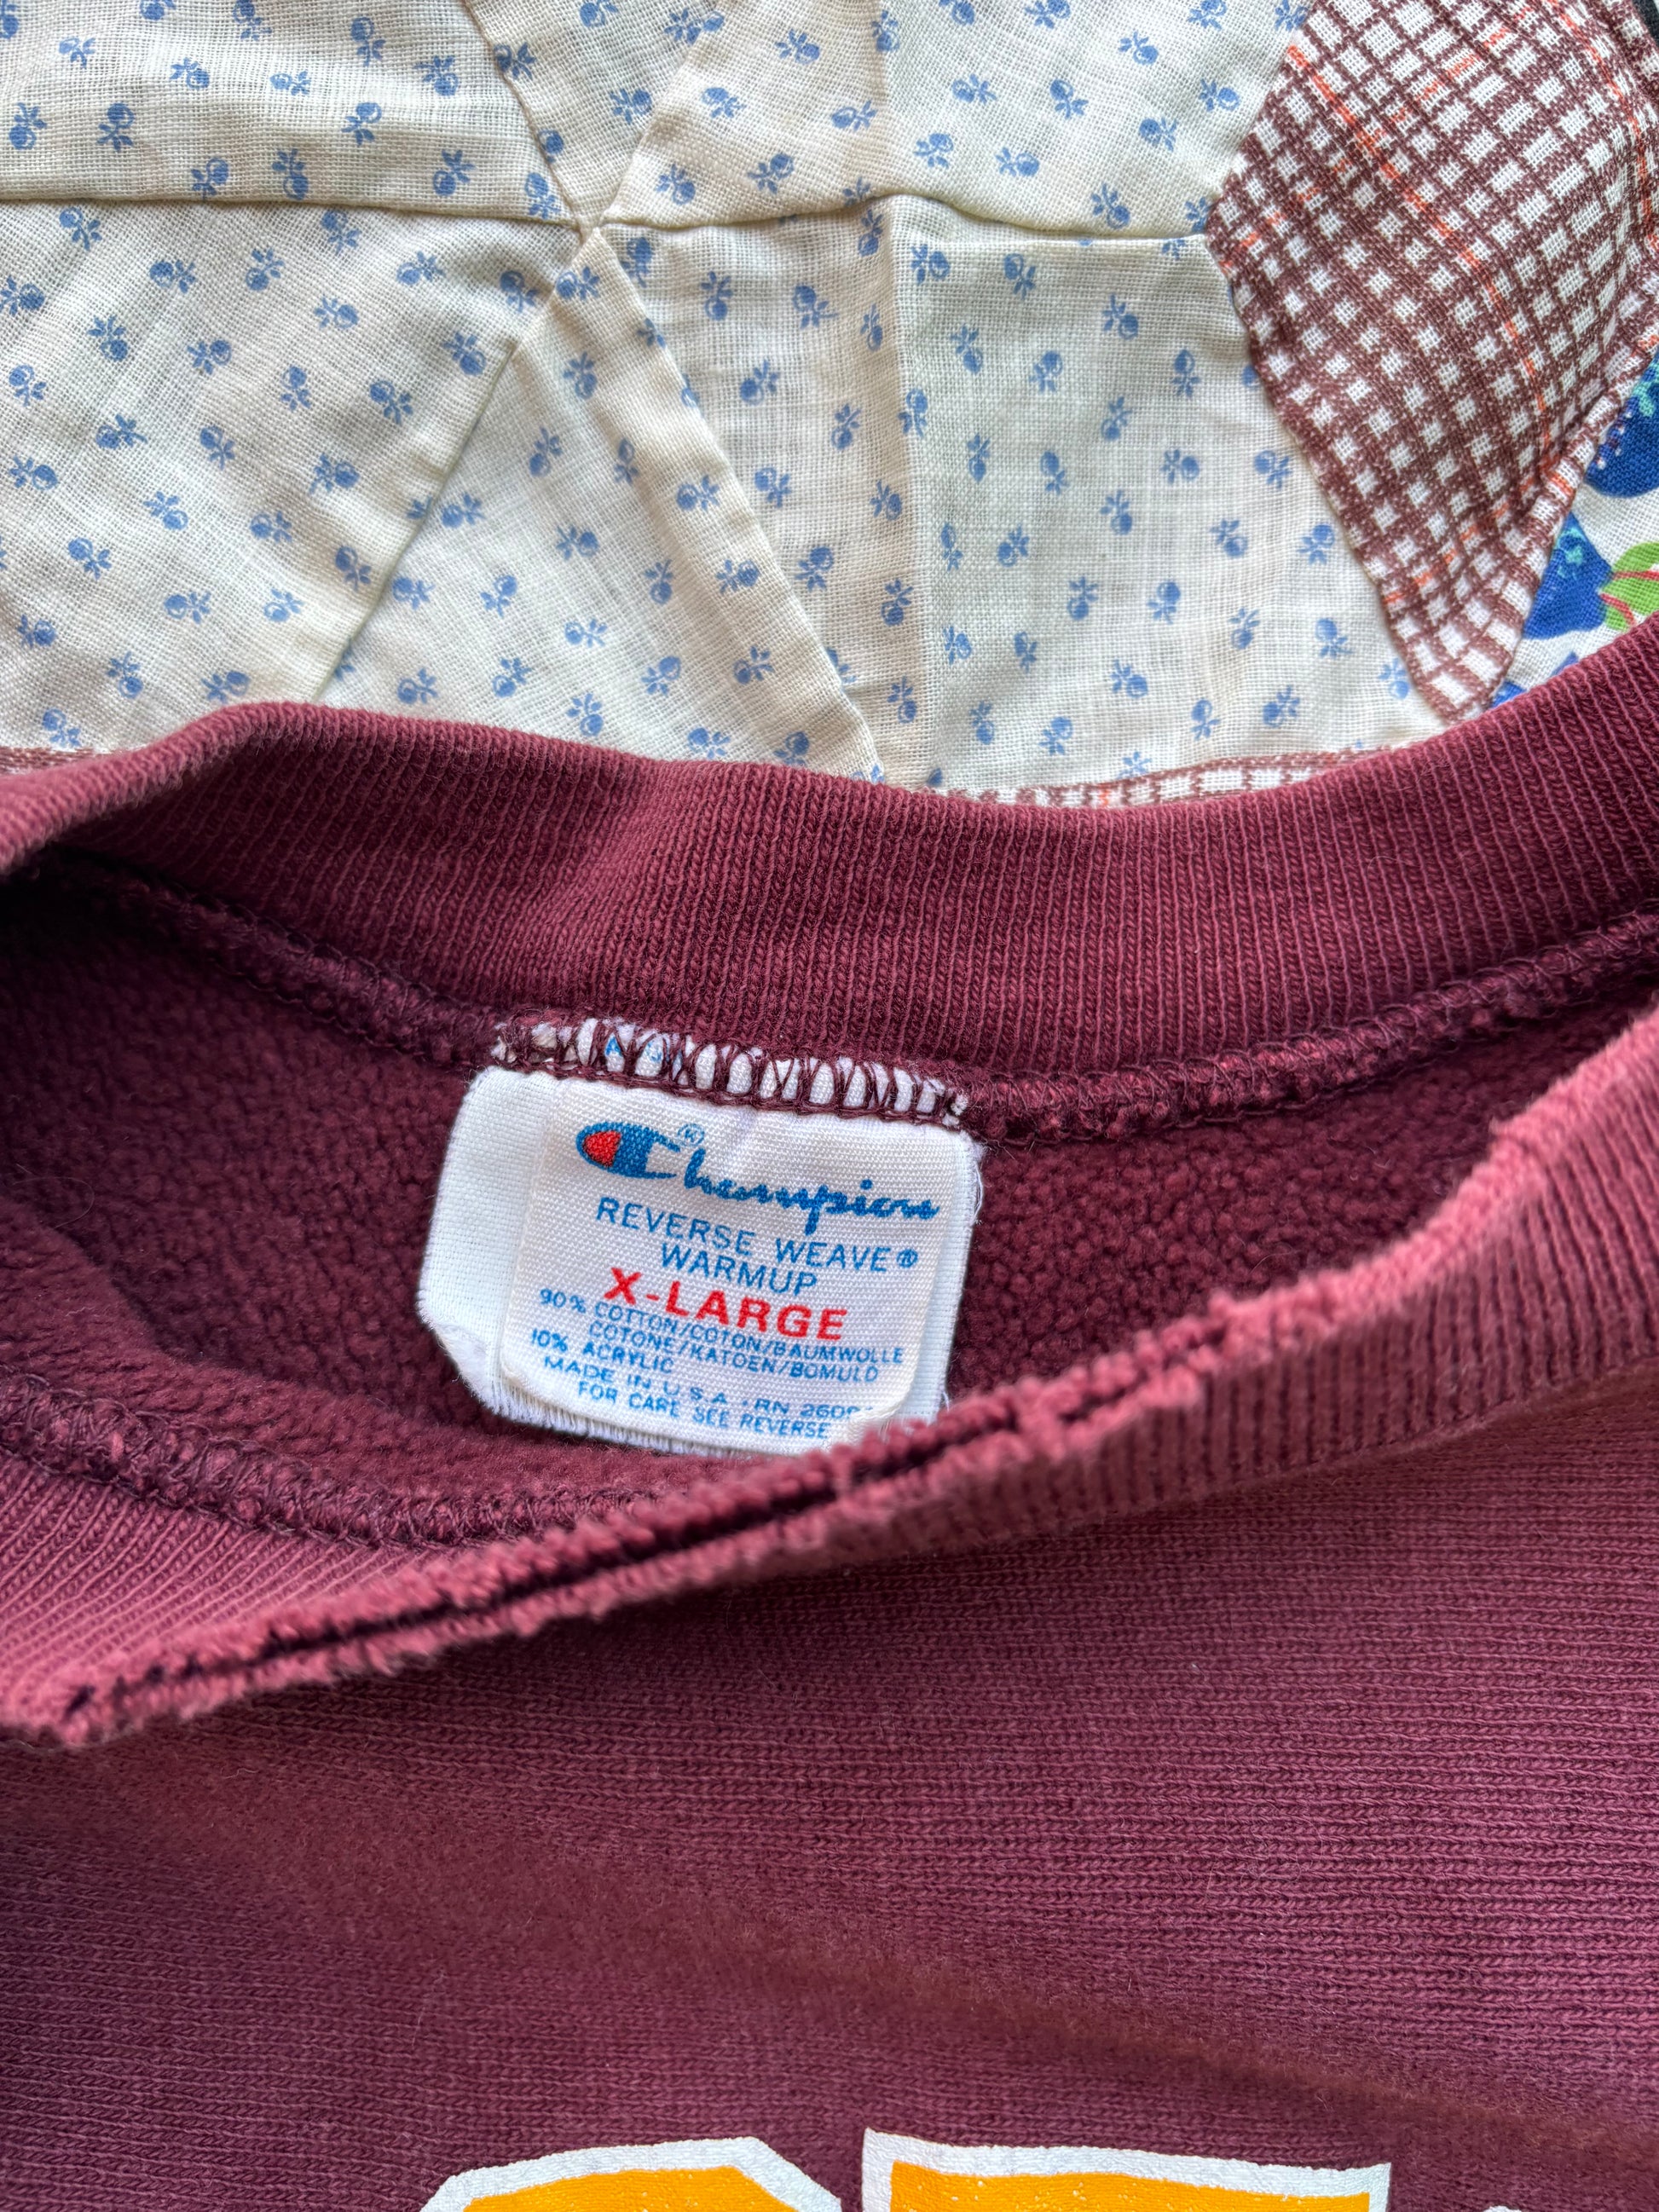 Champion®
REVERSE WEAVE®
WARMUP
X-LARGE
90% COTTON/COTON/BAUMWOLLE
COTONE/KATOEN/BOMULD
10% ACRYLIC
MADE IN U.S.A.
FOR CARE SEE REVERSE